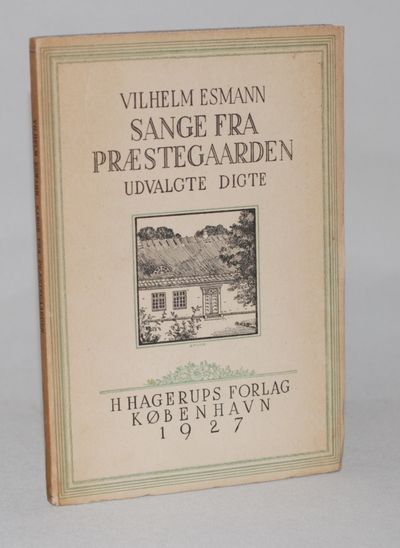 VILHELM ESMANN
SANGE FRA
PRÆSTEGAARDEN
UDVALGTE DIGTE
H HAGERUPS FORLAG
KØBENHAVN
1927